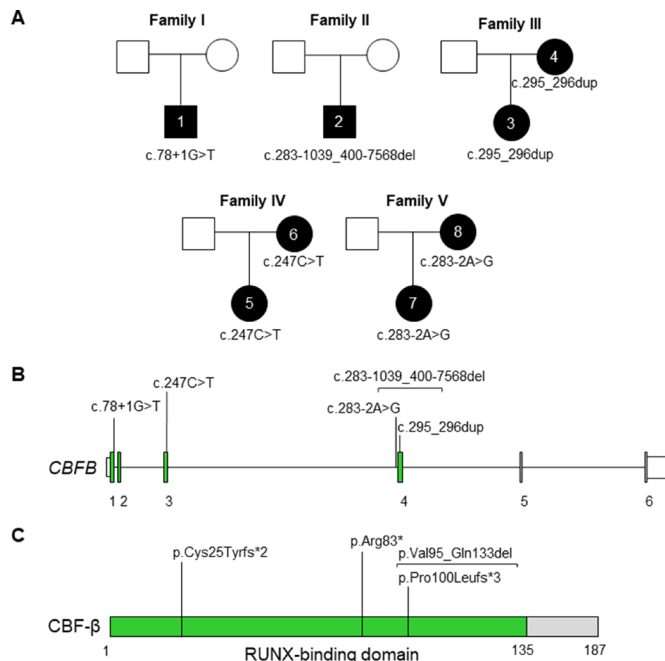 A
Family I
Family II
Family III
4
c.295_296dup
1
2
3
c.78+1G>T
c.283-1039_400-7568del
c.295_296dup
Family IV
Family V
6
8
c.247C>T
c.283-2A>G
5
7
c.247C>T
c.283-2A>G
B
c.283-1039_400-7568del
c.247C>T
c.78+1G>T
c.283-2A>G
c.295_296dup
CBFB
1 2 3 4 5 6
C
p.Arg83*
p.Cys25Tyrfs*2
p.Val95_Gln133del
p.Pro100Leufs*3
CBF-β
1 135 187
RUNX-binding domain